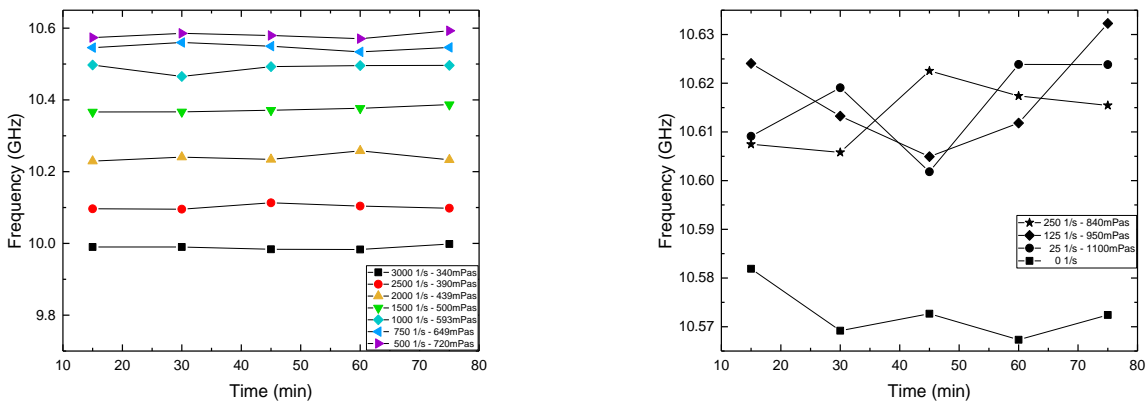 10.6
10.4
10.2
10.0
9.8
Frequency (GHz)
3000 1/s - 340mPas
2500 1/s - 390mPas
2000 1/s - 439mPas
1500 1/s - 500mPas
1000 1/s - 593mPas
750 1/s - 649mPas
500 1/s - 720mPas
10 20 30 40 50 60 70 80
Time (min)
10.63
10.62
10.61
10.60
10.59
10.58
10.57
Frequency (GHz)
250 1/s - 840mPas
125 1/s - 950mPas
25 1/s - 1100mPas
0 1/s
10 20 30 40 50 60 70 80
Time (min)